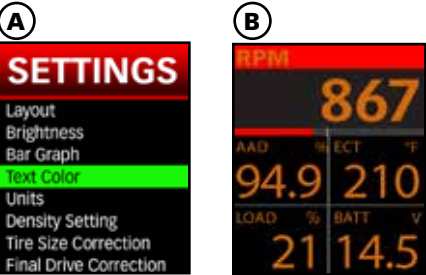 A
SETTINGS
Layout
Brightness
Bar Graph
Text Color
Units
Density Setting
Tire Size Correction
Final Drive Correction
B
RPM
867
AAD % ECT °F
94.9 210
LOAD % BATT V
21 14.5